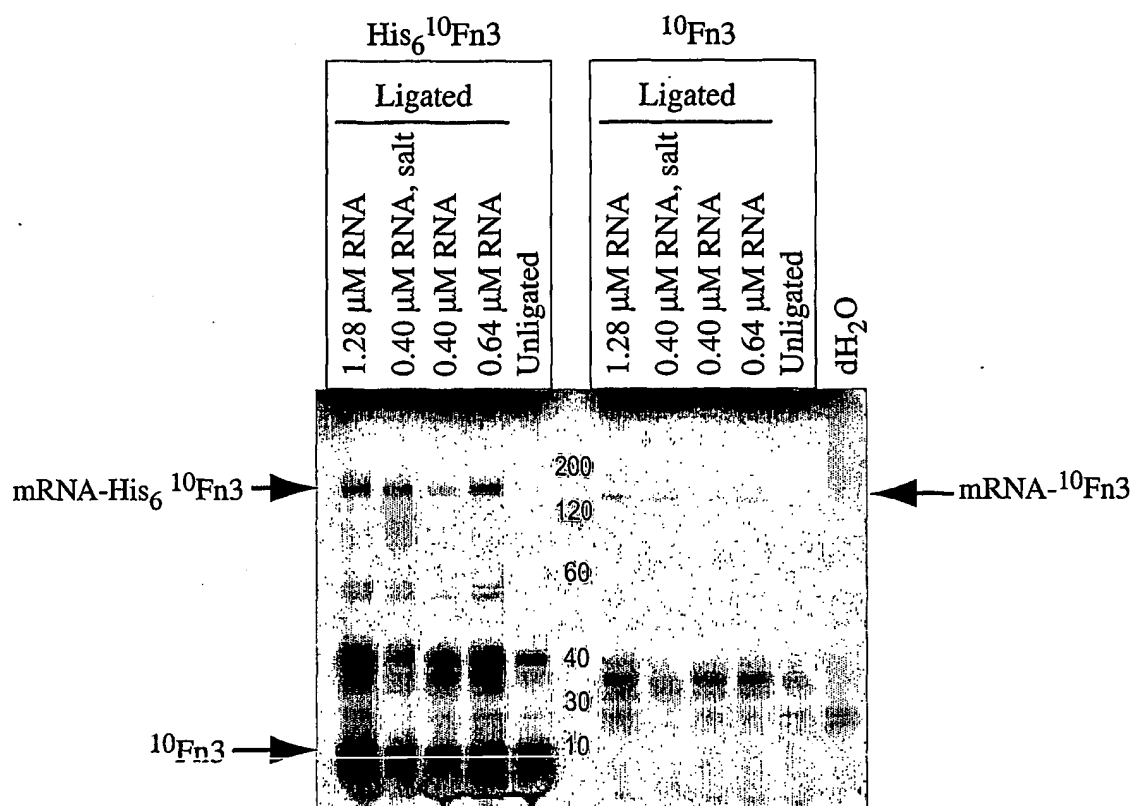 His₆¹⁰Fn3
¹⁰Fn3
Ligated
Ligated
1.28 µM RNA
0.40 µM RNA, salt
0.40 µM RNA
0.64 µM RNA
Unligated
1.28 µM RNA
0.40 µM RNA, salt
0.40 µM RNA
0.64 µM RNA
Unligated
dH₂O
mRNA-His₆ ¹⁰Fn3
200
mRNA-¹⁰Fn3
120
60
40
30
10
¹⁰Fn3